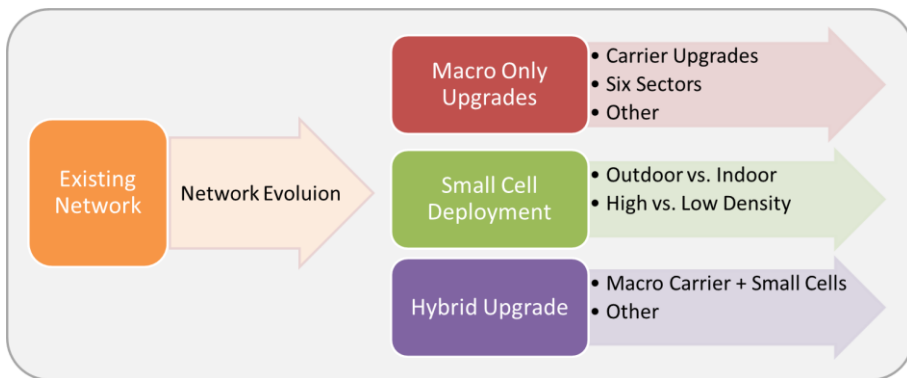 Existing
Network
Network Evoluion
Macro Only
Upgrades
• Carrier Upgrades
• Six Sectors
• Other
Small Cell
Deployment
• Outdoor vs. Indoor
• High vs. Low Density
Hybrid Upgrade
• Macro Carrier + Small Cells
• Other